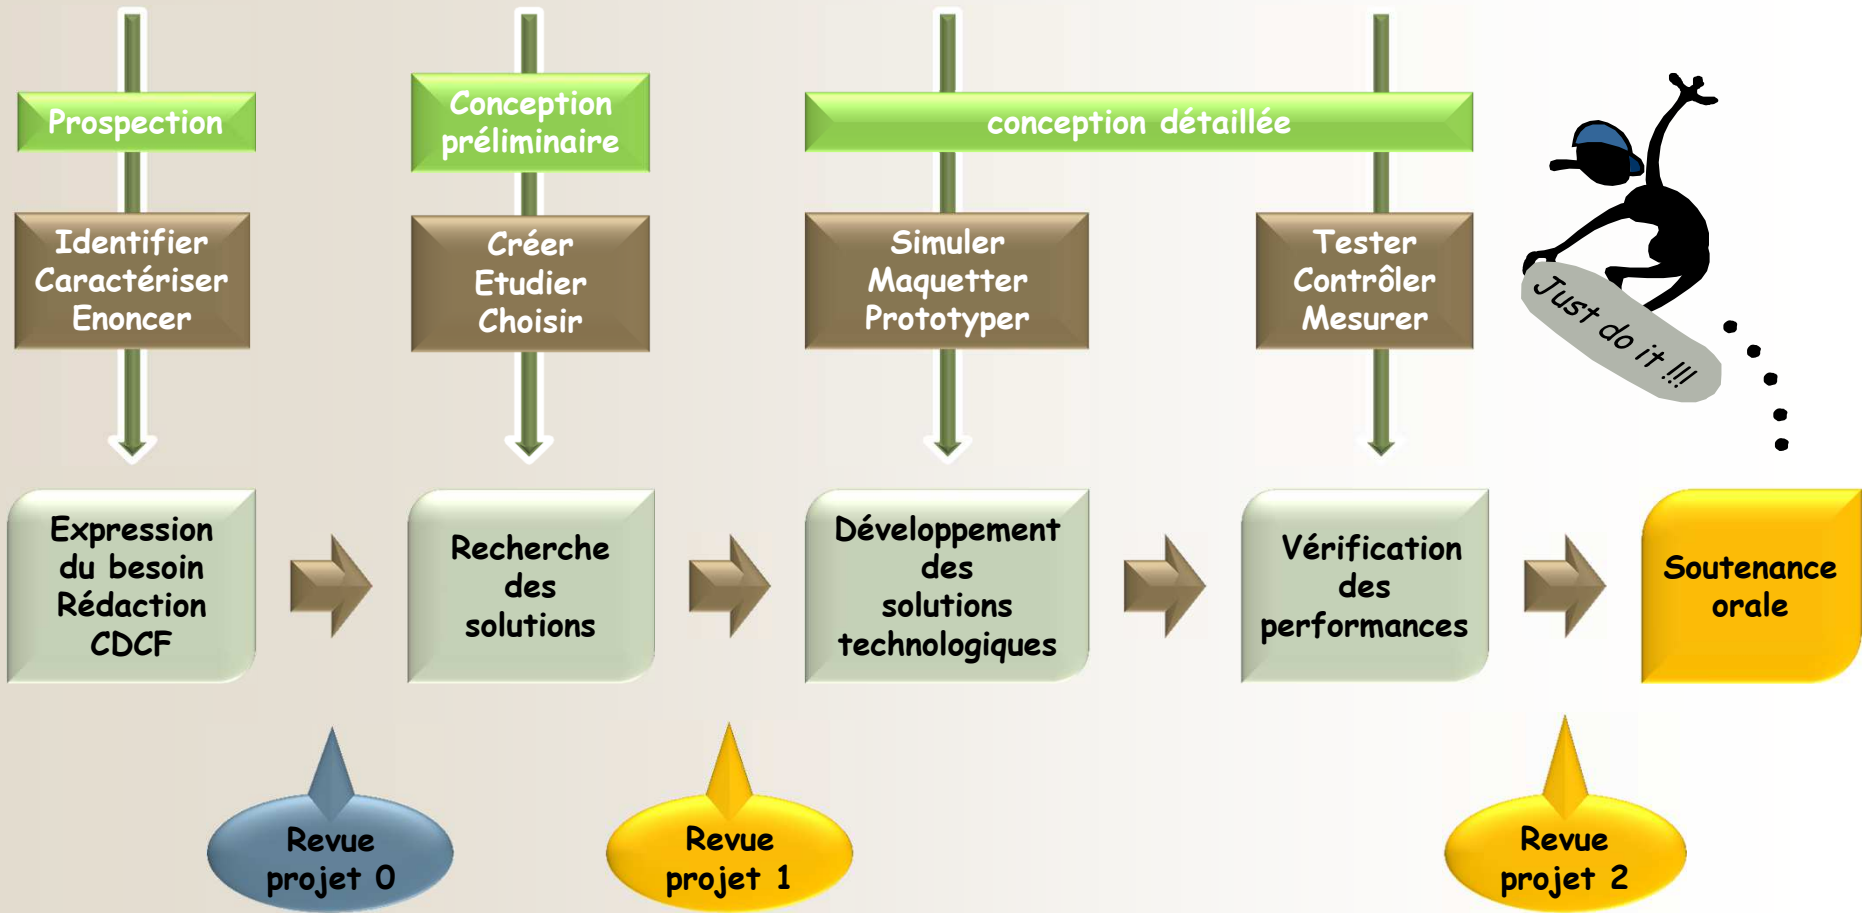 Prospection
Conception
préliminaire
conception détaillée
Identifier
Caractériser
Enoncer
Créer
Etudier
Choisir
Simuler
Maquetter
Prototyper
Tester
Contrôler
Mesurer
Just do it !!!
Expression
du besoin
Rédaction
CDCF
Recherche
des
solutions
Développement
des
solutions
technologiques
Vérification
des
performances
Soutenance
orale
Revue
projet 0
Revue
projet 1
Revue
projet 2